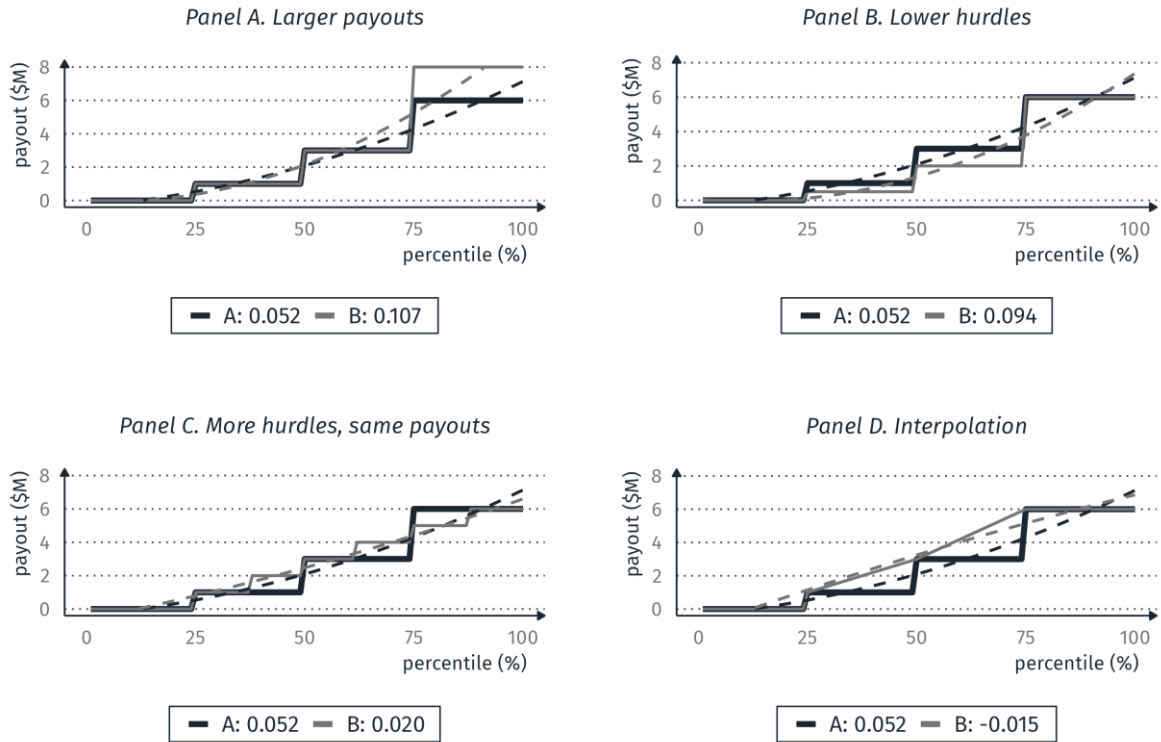 Panel A. Larger payouts
payout ($M)
8
6
4
2
0
0 25 50 75 100
percentile (%)
A: 0.052 B: 0.107
Panel B. Lower hurdles
payout ($M)
8
6
4
2
0
0 25 50 75 100
percentile (%)
A: 0.052 B: 0.094
Panel C. More hurdles, same payouts
payout ($M)
8
6
4
2
0
0 25 50 75 100
percentile (%)
A: 0.052 B: 0.020
Panel D. Interpolation
payout ($M)
8
6
4
2
0
0 25 50 75 100
percentile (%)
A: 0.052 B: -0.015